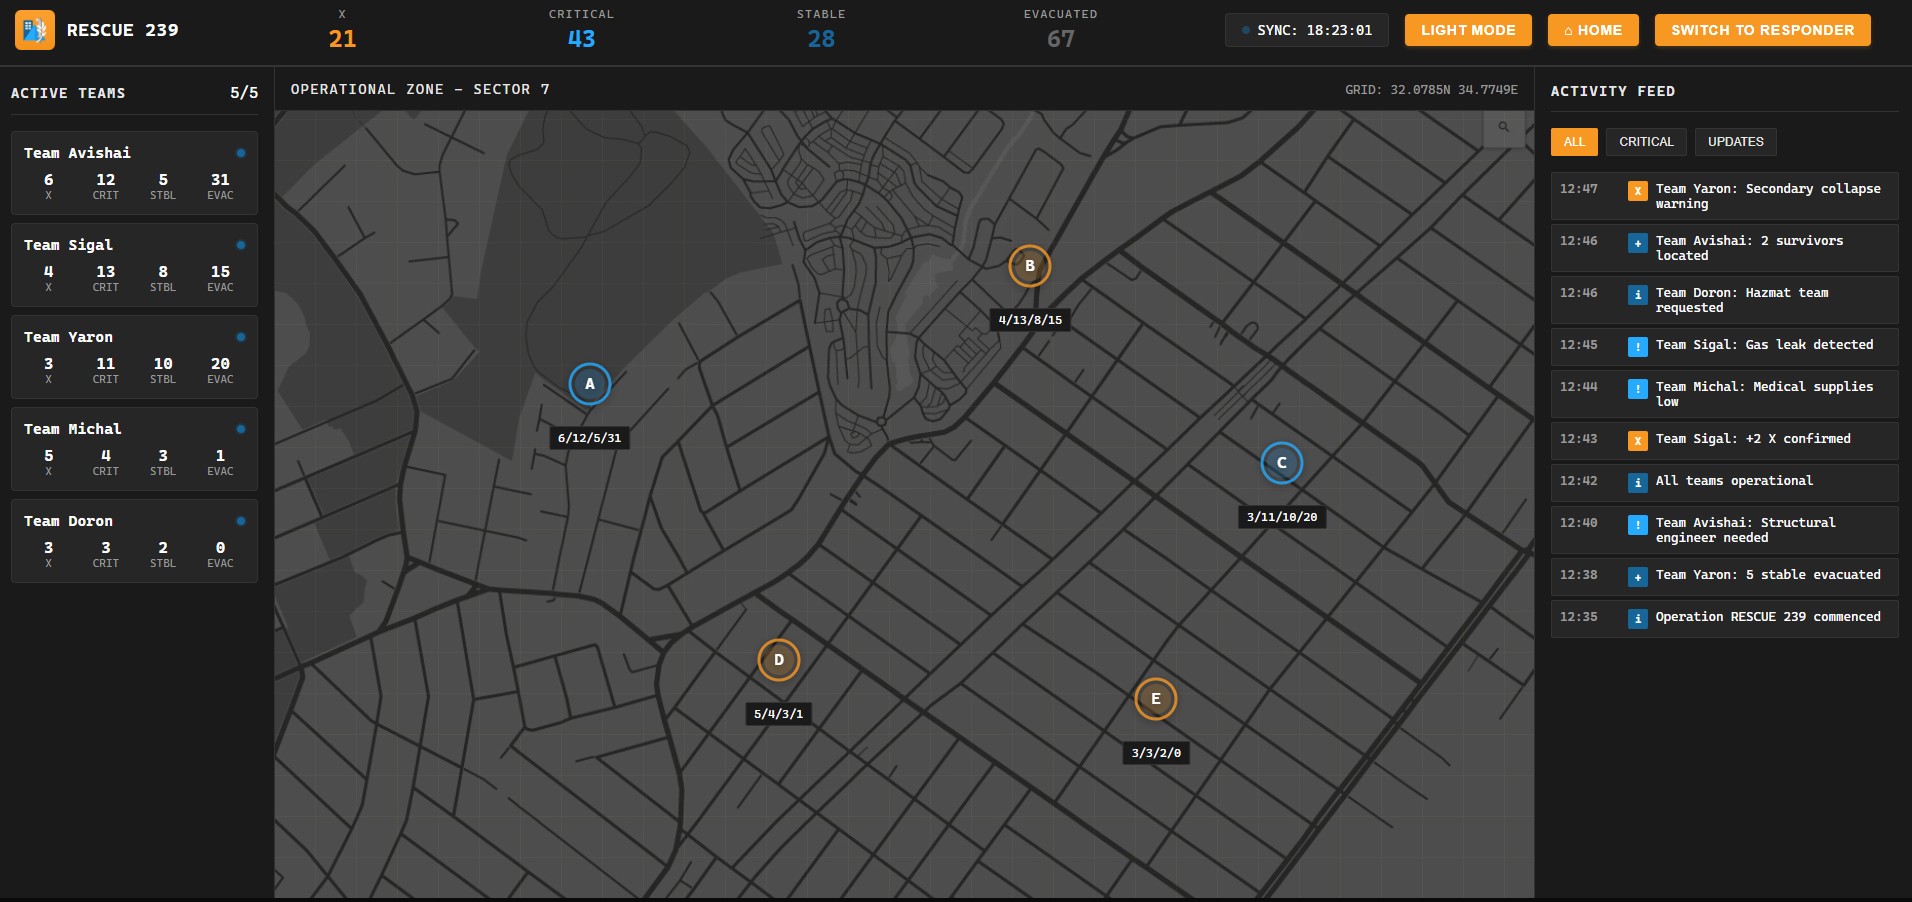 RESCUE 239
X
21
CRITICAL
43
STABLE
28
EVACUATED
67
SYNC: 18:23:01
LIGHT MODE
⌂ HOME
SWITCH TO RESPONDER
ACTIVE TEAMS 5/5
Team Avishai
6 12 5 31
X CRIT STBL EVAC
Team Sigal
4 13 8 15
X CRIT STBL EVAC
Team Yaron
3 11 10 20
X CRIT STBL EVAC
Team Michal
5 4 3 1
X CRIT STBL EVAC
Team Doron
3 3 2 0
X CRIT STBL EVAC
OPERATIONAL ZONE – SECTOR 7
GRID: 32.0785N 34.7749E
B
4/13/8/15
A
6/12/5/31
C
3/11/10/20
D
5/4/3/1
E
3/3/2/0
ACTIVITY FEED
ALL CRITICAL UPDATES
12:47 X Team Yaron: Secondary collapse
warning
12:46 + Team Avishai: 2 survivors
located
12:46 i Team Doron: Hazmat team
requested
12:45 ! Team Sigal: Gas leak detected
12:44 ! Team Michal: Medical supplies
low
12:43 X Team Sigal: +2 X confirmed
12:42 i All teams operational
12:40 ! Team Avishai: Structural
engineer needed
12:38 + Team Yaron: 5 stable evacuated
12:35 i Operation RESCUE 239 commenced